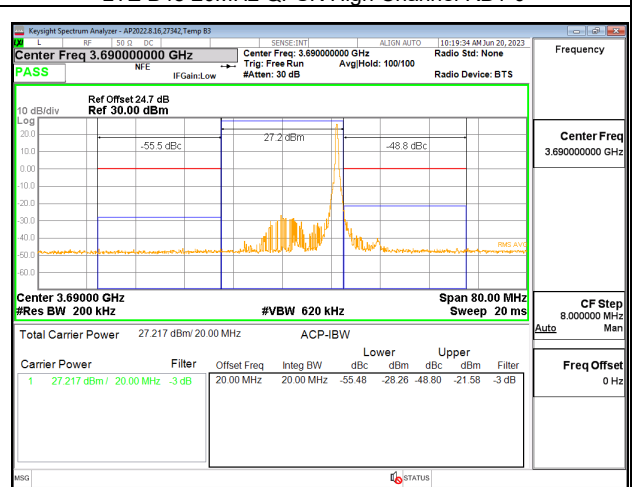 Keysight Spectrum Analyzer - AP2022.8.16,27342,Temp B3
L RF 50 Ω DC SENSE:INT ALIGN AUTO 10:19:34 AM Jun 20, 2023
Center Freq 3.690000000 GHz
PASS
NFE
IFGain:Low
Center Freq: 3.690000000 GHz
Trig: Free Run Avg|Hold: 100/100
#Atten: 30 dB
Radio Std: None
Radio Device: BTS
Frequency
Ref Offset 24.7 dB
10 dB/div Ref 30.00 dBm
Log
20.0
10.0
0.00
-10.0
-20.0
-30.0
-40.0
-50.0
-60.0
-55.5 dBc
27.2 dBm
-48.8 dBc
RMS AVG
Center Freq
3.690000000 GHz
Center 3.69000 GHz Span 80.00 MHz
#Res BW 200 kHz #VBW 620 kHz Sweep 20 ms
CF Step
8.000000 MHz
Auto Man
Total Carrier Power 27.217 dBm/ 20.00 MHz ACP-IBW
Lower Upper
Carrier Power Filter Offset Freq Integ BW dBc dBm dBc dBm Filter
1 27.217 dBm / 20.00 MHz -3 dB 20.00 MHz 20.00 MHz -55.48 -28.26 -48.80 -21.58 -3 dB
Freq Offset
0 Hz
MSG STATUS